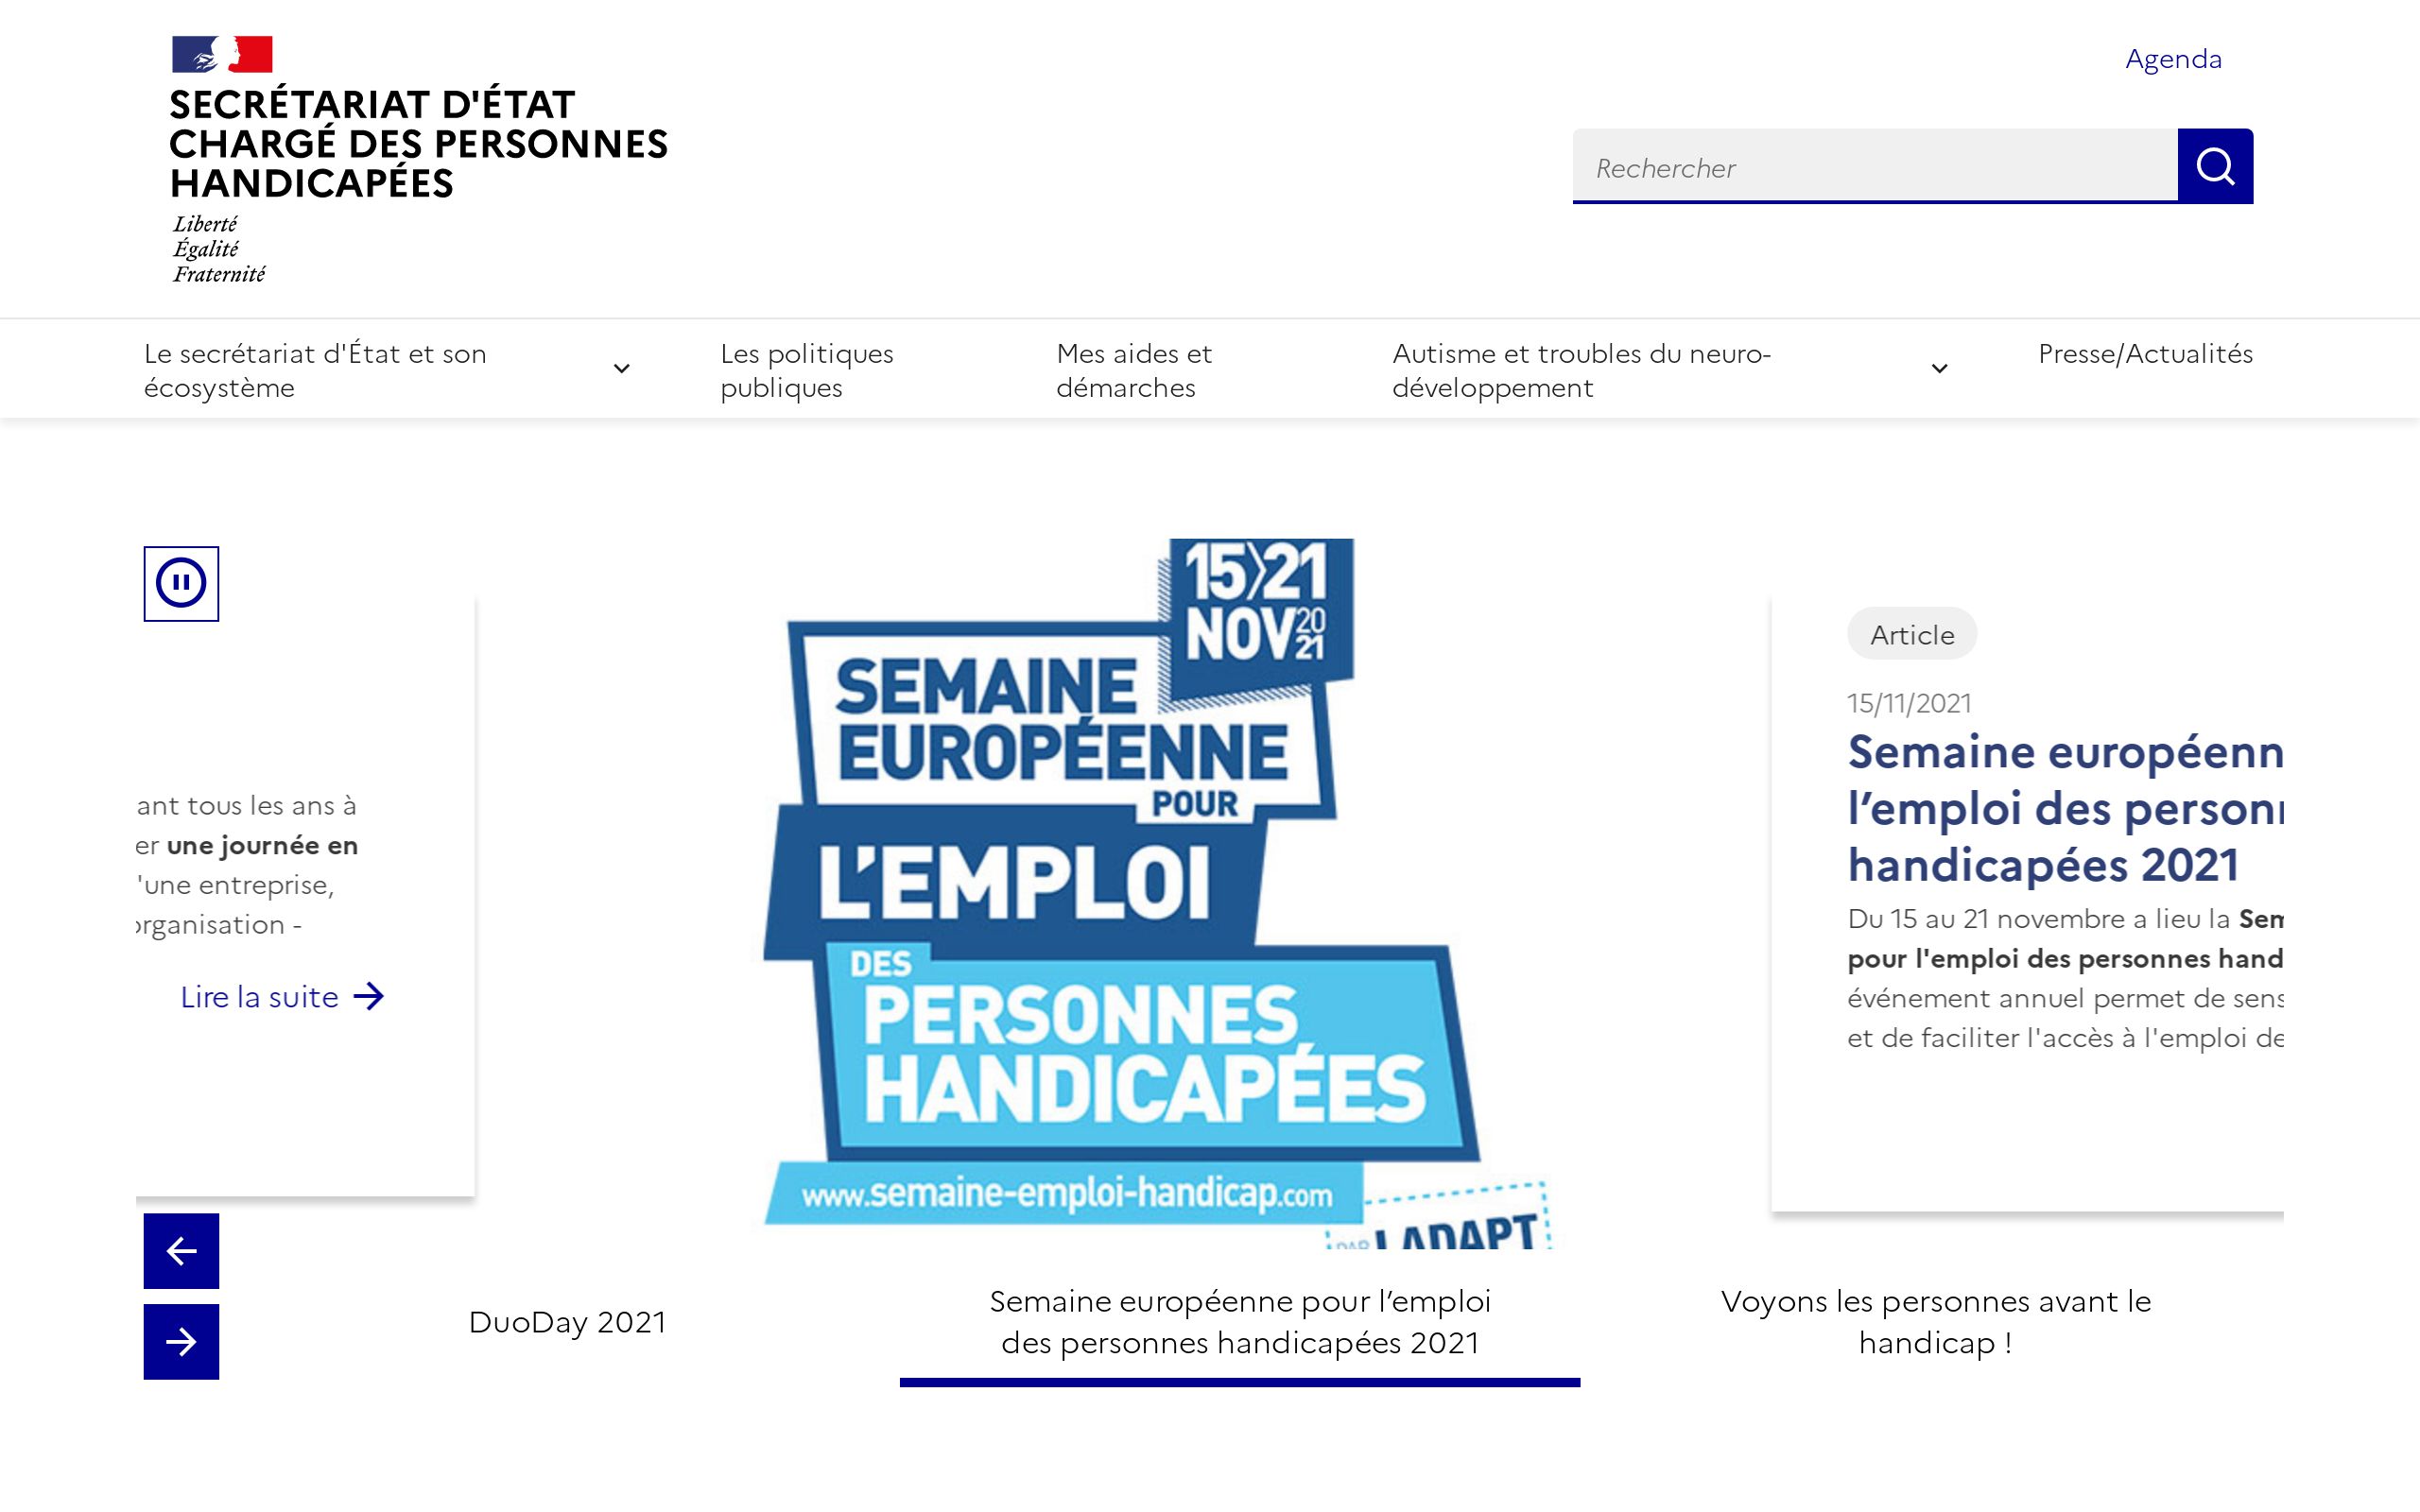 SECRÉTARIAT D'ÉTAT
CHARGÉ DES PERSONNES
HANDICAPÉES
Liberté
Égalité
Fraternité
Agenda
Rechercher
Le secrétariat d'État et son
écosystème
Les politiques
publiques
Mes aides et
démarches
Autisme et troubles du neuro-
développement
Presse/Actualités
ant tous les ans à
er une journée en
'une entreprise,
organisation -
Lire la suite
15>21
NOV 20
21
SEMAINE
EUROPÉENNE
POUR
L'EMPLOI
DES
PERSONNES
HANDICAPÉES
www.semaine-emploi-handicap.com
PAR LADAPT
Article
15/11/2021
Semaine européenn
l’emploi des person
handicapées 2021
Du 15 au 21 novembre a lieu la Sem
pour l'emploi des personnes hand
événement annuel permet de sens
et de faciliter l'accès à l'emploi de
DuoDay 2021
Semaine européenne pour l’emploi
des personnes handicapées 2021
Voyons les personnes avant le
handicap !